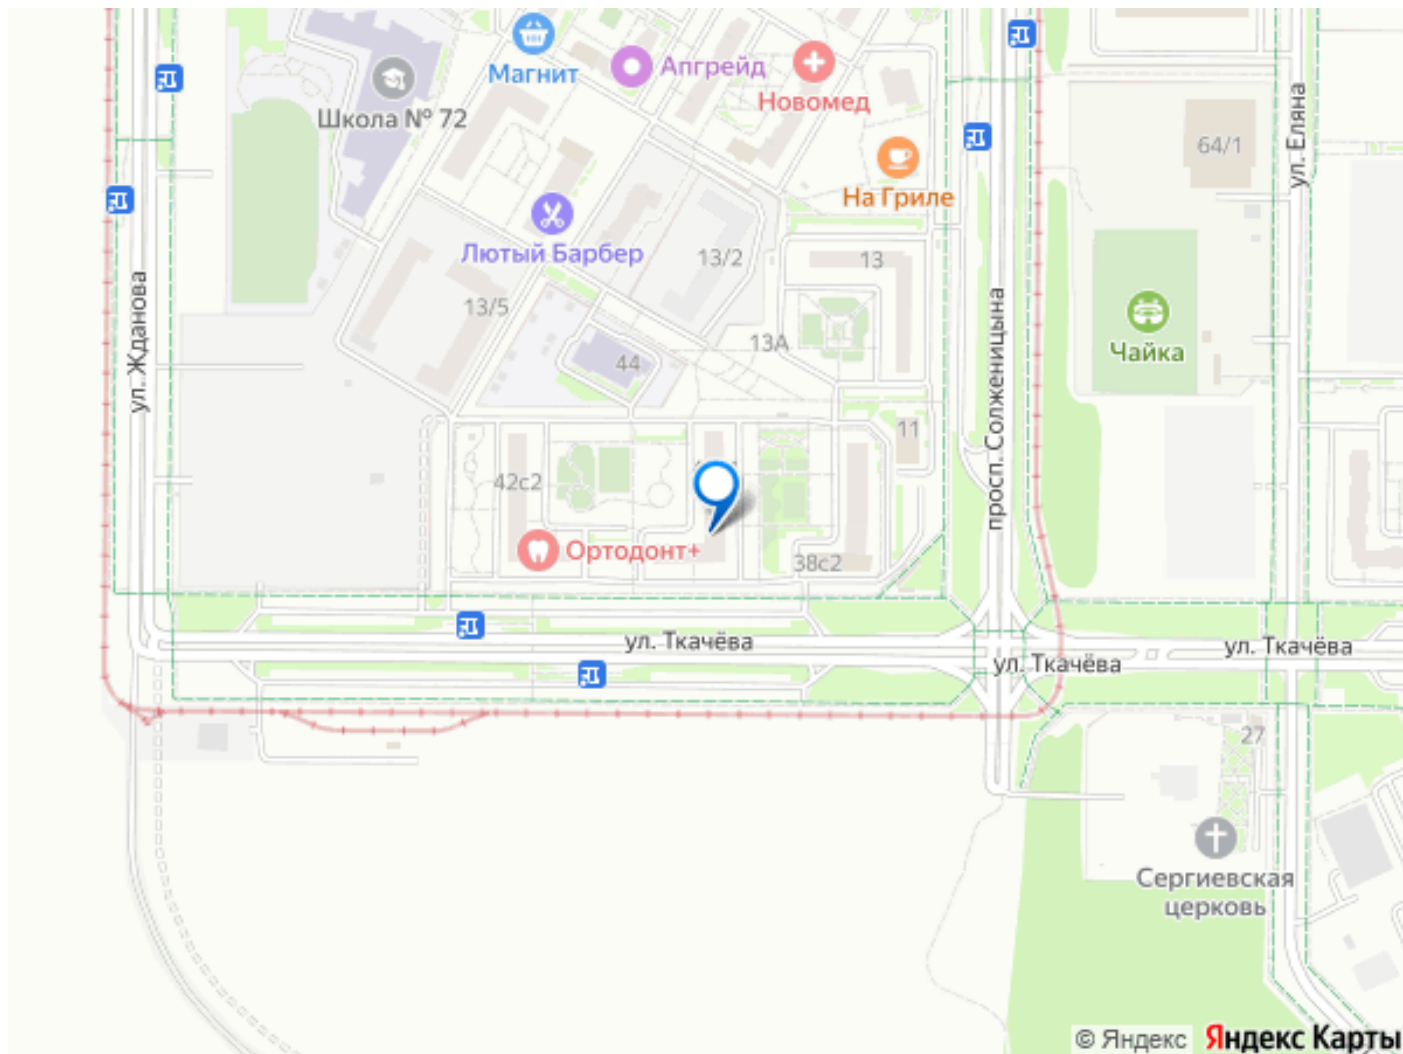 Магнит
Апгрейд
Новомед
Школа № 72
64/1
ул. Еляна
На Гриле
Лютый Барбер
13/2
13
ул. Жданова
13/5
просп. Солженицына
13А
Чайка
44
11
42с2
Ортодонт+
38с2
ул. Ткачёва
ул. Ткачёва
ул. Ткачёва
27
Сергиевская
церковь
© Яндекс Яндекс Карты